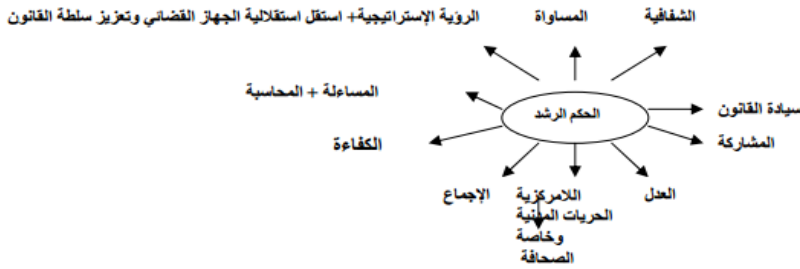 الشفافية
المساواة
الرؤية الإستراتيجية+ استقل استقلالية الجهاز القضائي وتعزيز سلطة القانون
المساءلة + المحاسبة
الحكم الرشد
سيادة القانون
الكفاءة
المشاركة
العدل
اللامركزية
الإجماع
الحريات المدنية
وخاصة
الصحافة